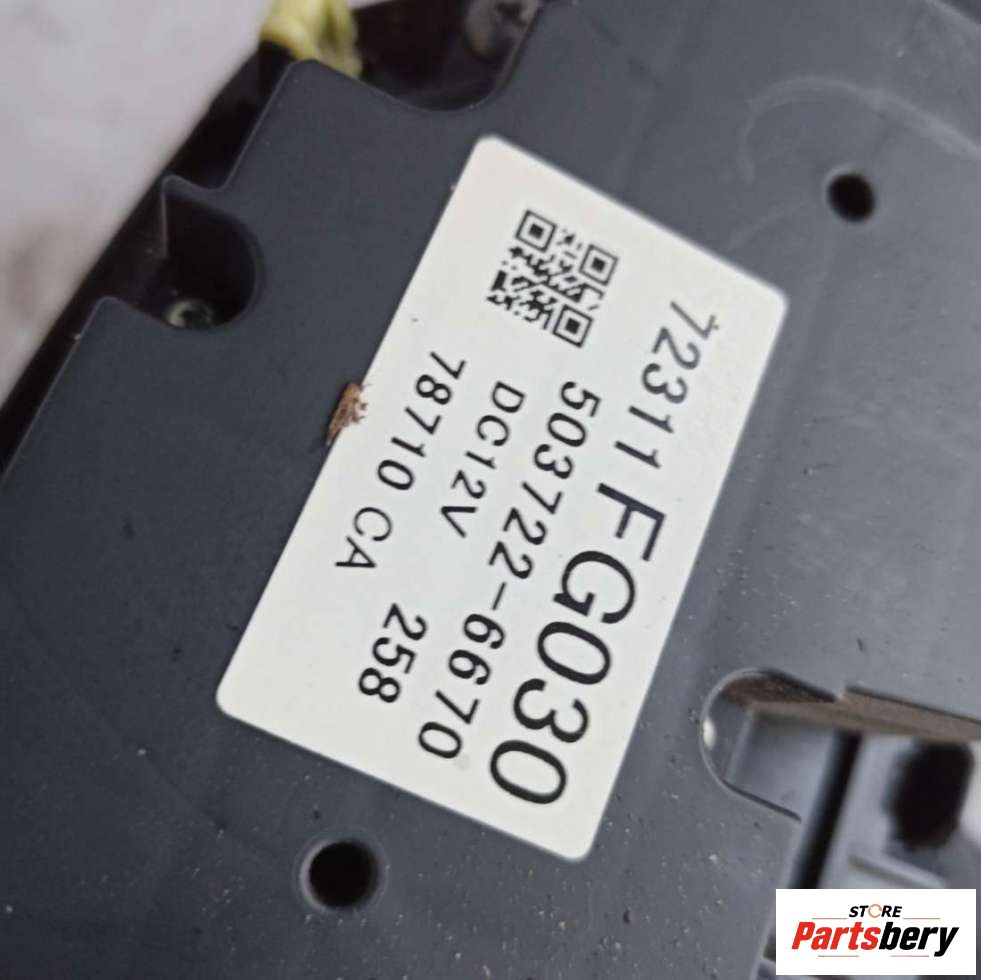 72311 FG030
503722-6670
DC12V 258
78710 CA
STORE
Partsbery